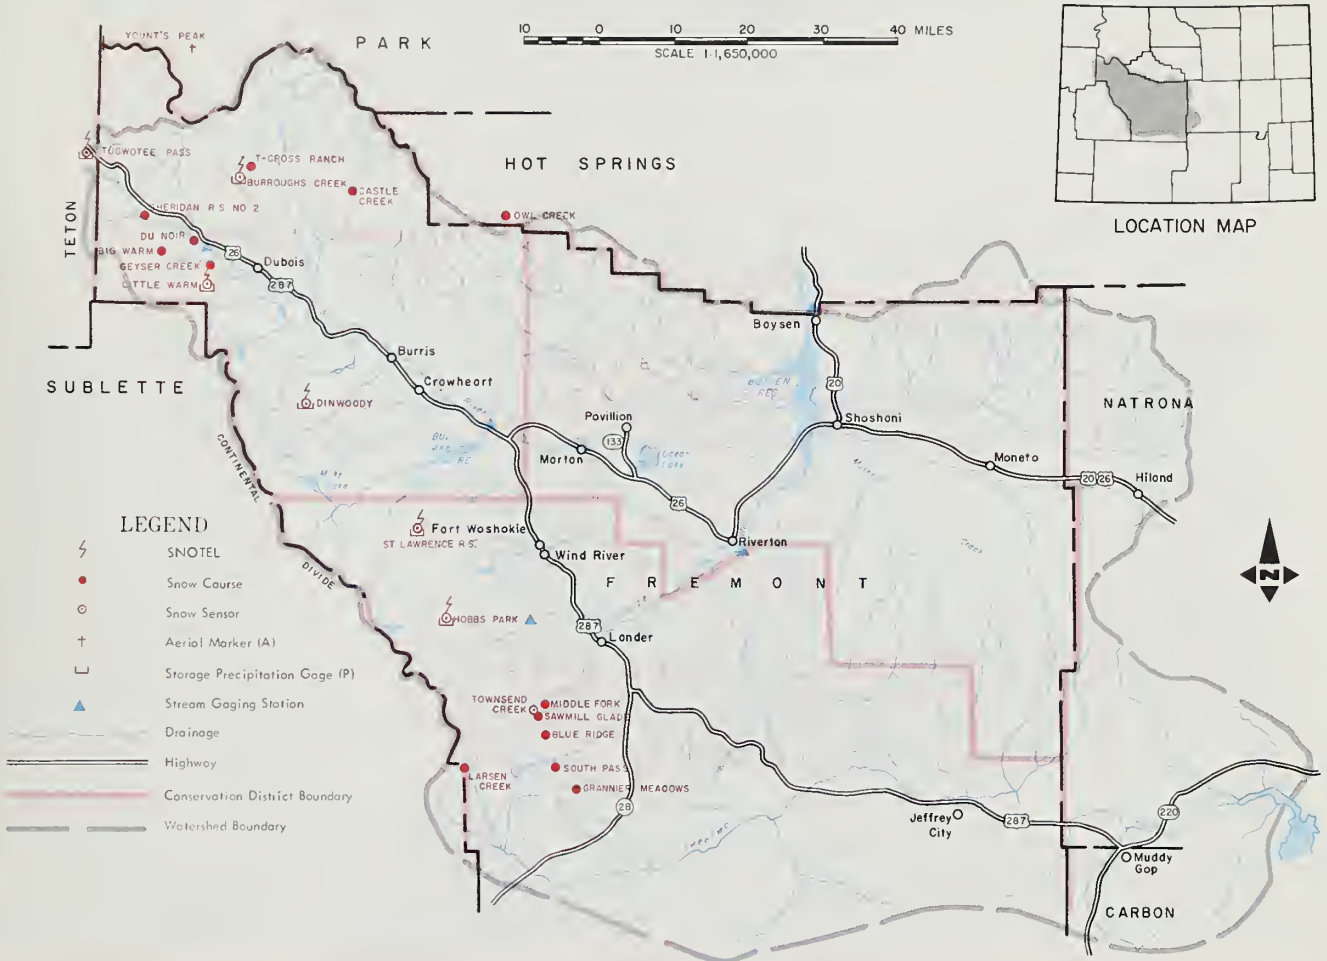 YOUNT'S PEAK
PARK
10 0 10 20 30 40 MILES
SCALE 1:1,650,000
LOCATION MAP
TOGWOTEE PASS
T-CROSS RANCH
BURROUGHS CREEK
CASTLE
CREEK
HOT SPRINGS
OWL CREEK
TETON
SHERIDAN R S NO 2
DU NOIR
BIG WARM
GEYSER CREEK
LITTLE WARM
26
Dubois
287
SUBLETTE
Burris
Crowheart
DINWOODY
River
Boysen
20
Shoshoni
NATRONA
Pavillion
133
Morton
Ocean
Lake
26
Moneto
20 26
Hiland
CONTINENTAL
DIVIDE
Fort Washakie
ST LAWRENCE R.S.
Wind River
Riverton
FREMONT
Creek
N
HOBBS PARK
287
Lander
TOWNSEND
CREEK
MIDDLE FORK
SAWMILL GLADE
BLUE RIDGE
SOUTH PASS
LARSEN
CREEK
GRANNIER MEADOWS
28
Jeffrey
City
287
220
Muddy
Gap
CARBON
LEGEND
SNOTEL
Snow Course
Snow Sensor
Aerial Marker (A)
Storage Precipitation Gage (P)
Stream Gaging Station
Drainage
Highway
Conservation District Boundary
Watershed Boundary